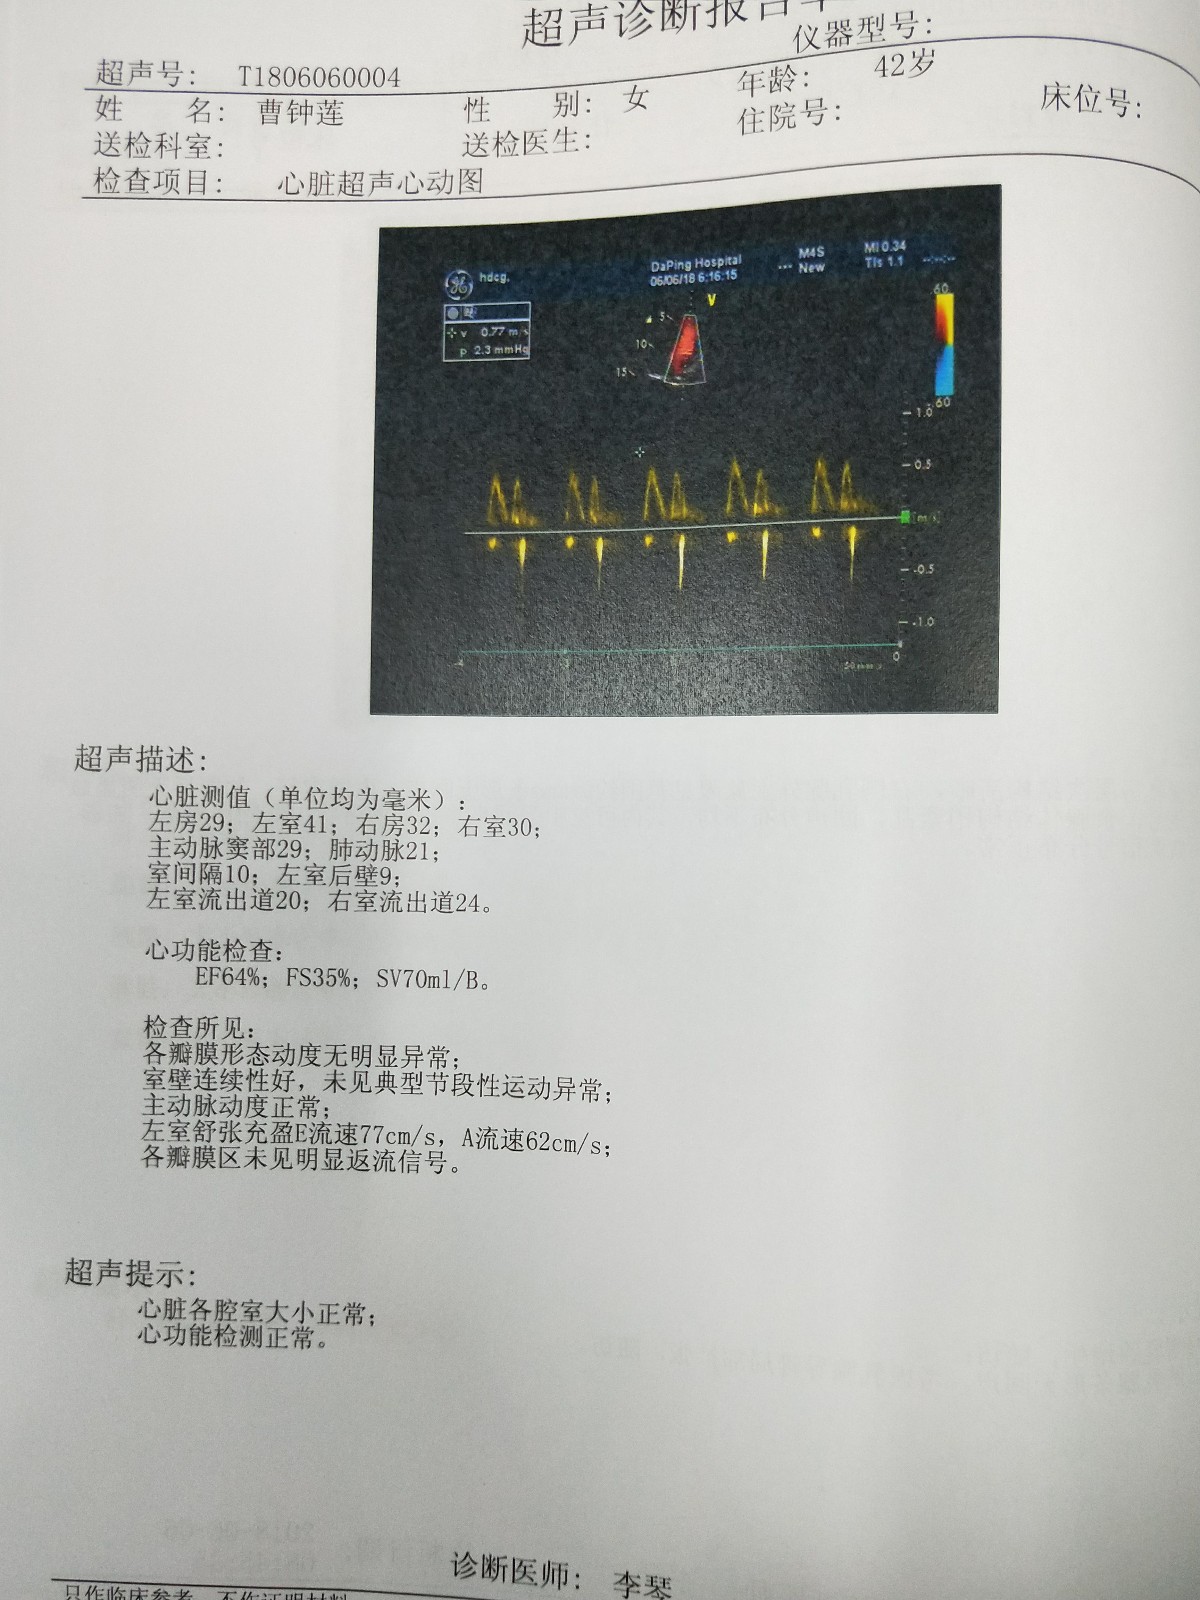 超声诊断报告单
仪器型号:
超声号: T1806060004
姓 名: 曹钟莲 性 别: 女 年龄: 42岁 床位号:
送检科室: 送检医生: 住院号:
检查项目: 心脏超声心动图
hdcg,
DaPing Hospital
06/06/18 6:16:15
M4S
New
MI 0.34
TIs 1.1
v 0.77 m/s
p 2.3 mmHg
V
5
10
15
.60
-.60
1.0
0.5
[m/s]
-0.5
-1.0
-4
0
超声描述:
心脏测值（单位均为毫米）:
左房29; 左室41; 右房32; 右室30;
主动脉窦部29; 肺动脉21;
室间隔10; 左室后壁9;
左室流出道20; 右室流出道24。
心功能检查:
EF64%; FS35%; SV70ml/B。
检查所见:
各瓣膜形态动度无明显异常;
室壁连续性好, 未见典型节段性运动异常;
主动脉动度正常;
左室舒张充盈E流速77cm/s, A流速62cm/s;
各瓣膜区未见明显返流信号。
超声提示:
心脏各腔室大小正常;
心功能检测正常。
诊断医师: 李琴
只作临床参考, 不作证明材料